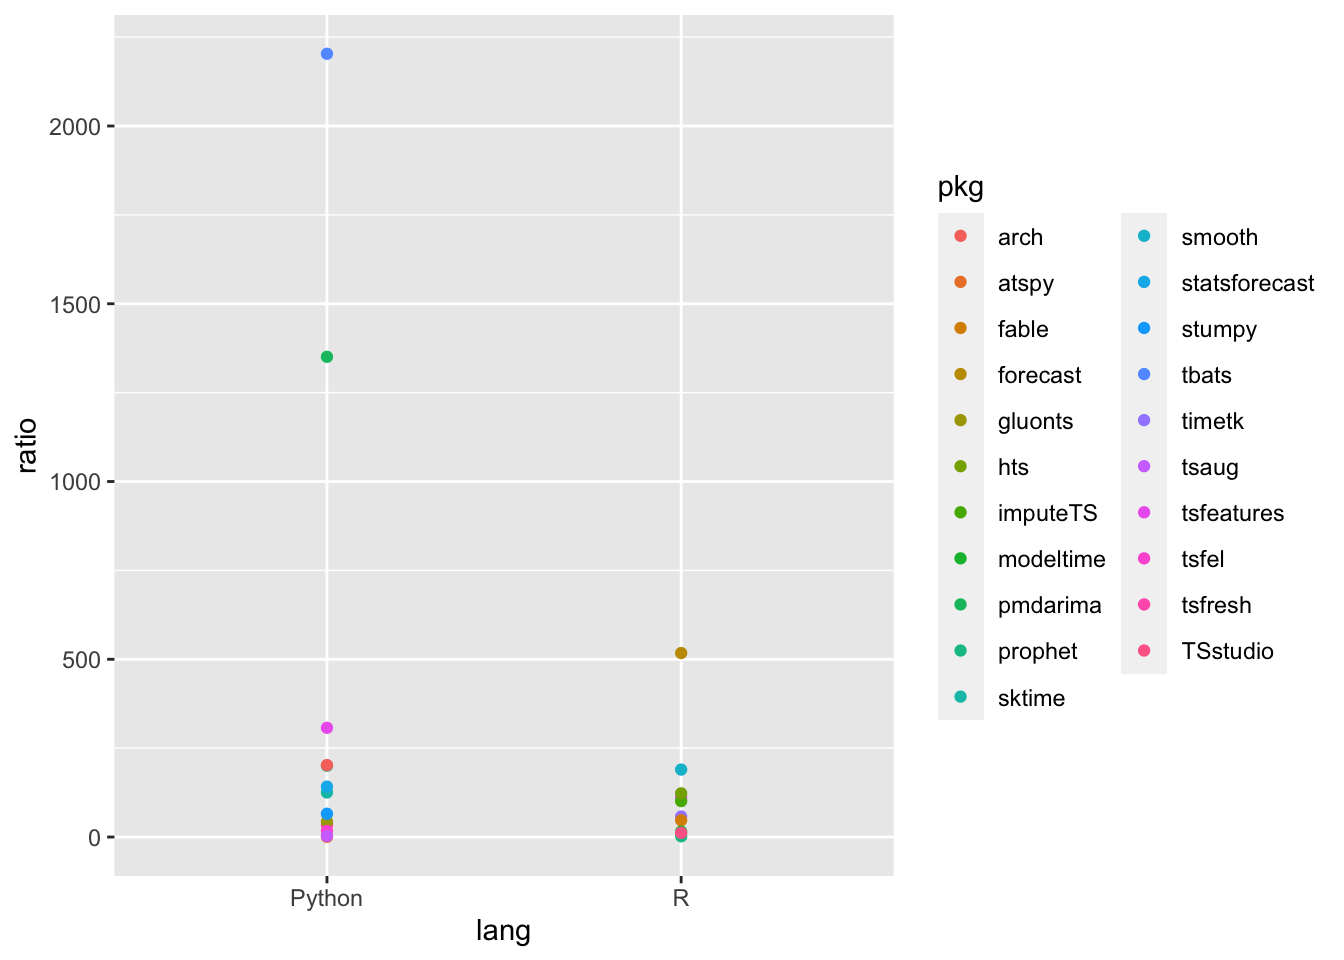 2000
1500
1000
500
0
ratio
Python
R
lang
pkg
arch
atspy
fable
forecast
gluonts
hts
imputeTS
modeltime
pmdarima
prophet
sktime
smooth
statsforecast
stumpy
tbats
timetk
tsaug
tsfeatures
tsfel
tsfresh
TSstudio